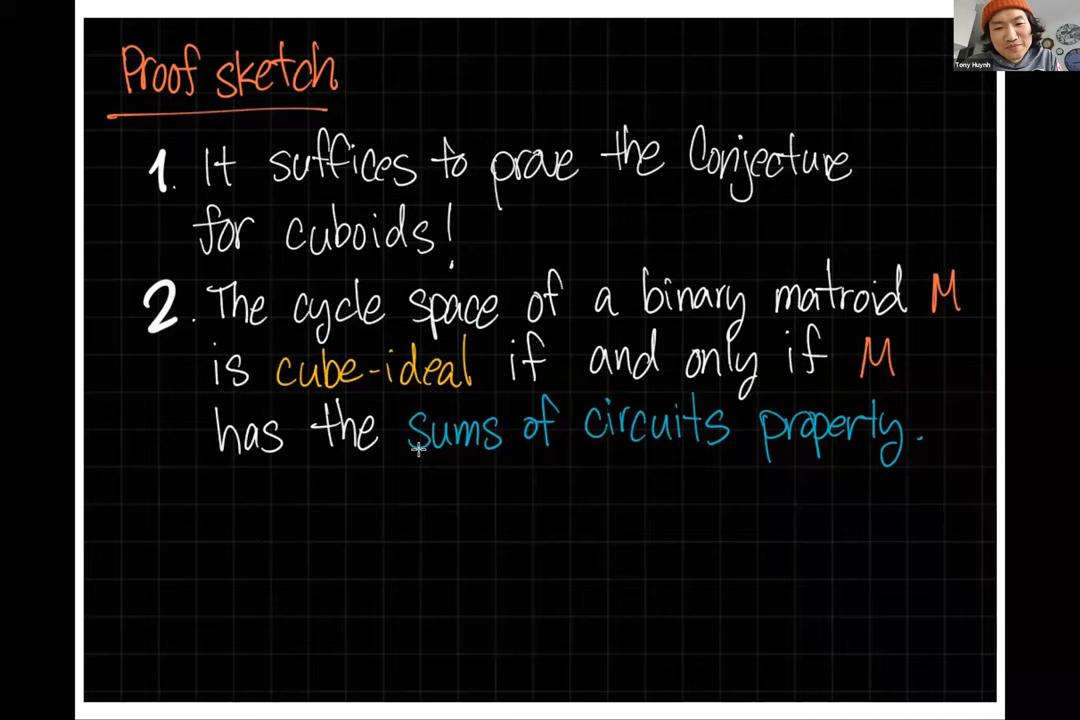 Proof sketch
Tony Huynh
1. It suffices to prove the Conjecture
for cuboids!
2. The cycle space of a binary matroid M
is cube-ideal if and only if M
has the sums of circuits property.